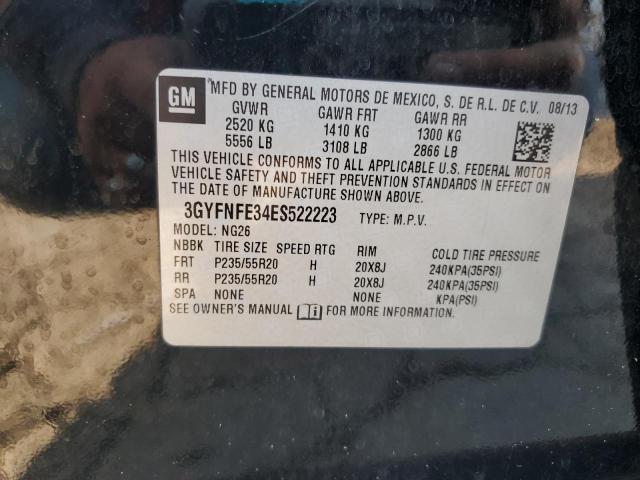 GM
MFD BY GENERAL MOTORS DE MEXICO, S. DE R.L. DE C.V. 08/13
GVWR GAWR FRT GAWR RR
2520 KG 1410 KG 1300 KG
5556 LB 3108 LB 2866 LB
THIS VEHICLE CONFORMS TO ALL APPLICABLE U.S. FEDERAL MOTOR
VEHICLE SAFETY AND THEFT PREVENTION STANDARDS IN EFFECT ON
THE DATE OF MANUFACTURE SHOWN ABOVE.
3GYFNFE34ES522223 TYPE: M.P.V.
MODEL: NG26
NBBK TIRE SIZE SPEED RTG RIM COLD TIRE PRESSURE
FRT P235/55R20 H 20X8J 240KPA(35PSI)
RR P235/55R20 H 20X8J 240KPA(35PSI)
SPA NONE NONE KPA(PSI)
SEE OWNER'S MANUAL FOR MORE INFORMATION.